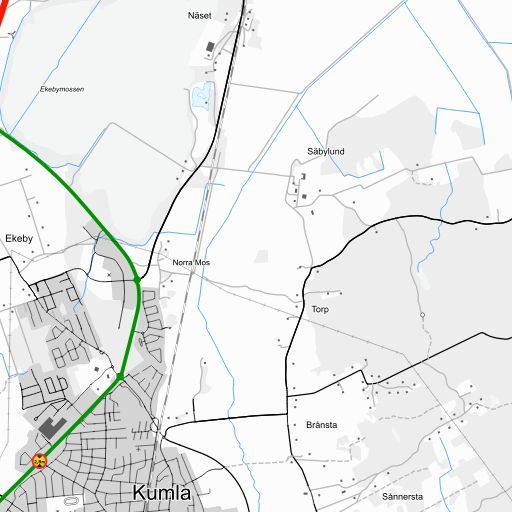 Näset
Ekebymossen
Säbylund
Ekeby
Norra Mos
Torp
Brånsta
Kumla
Sånnersta